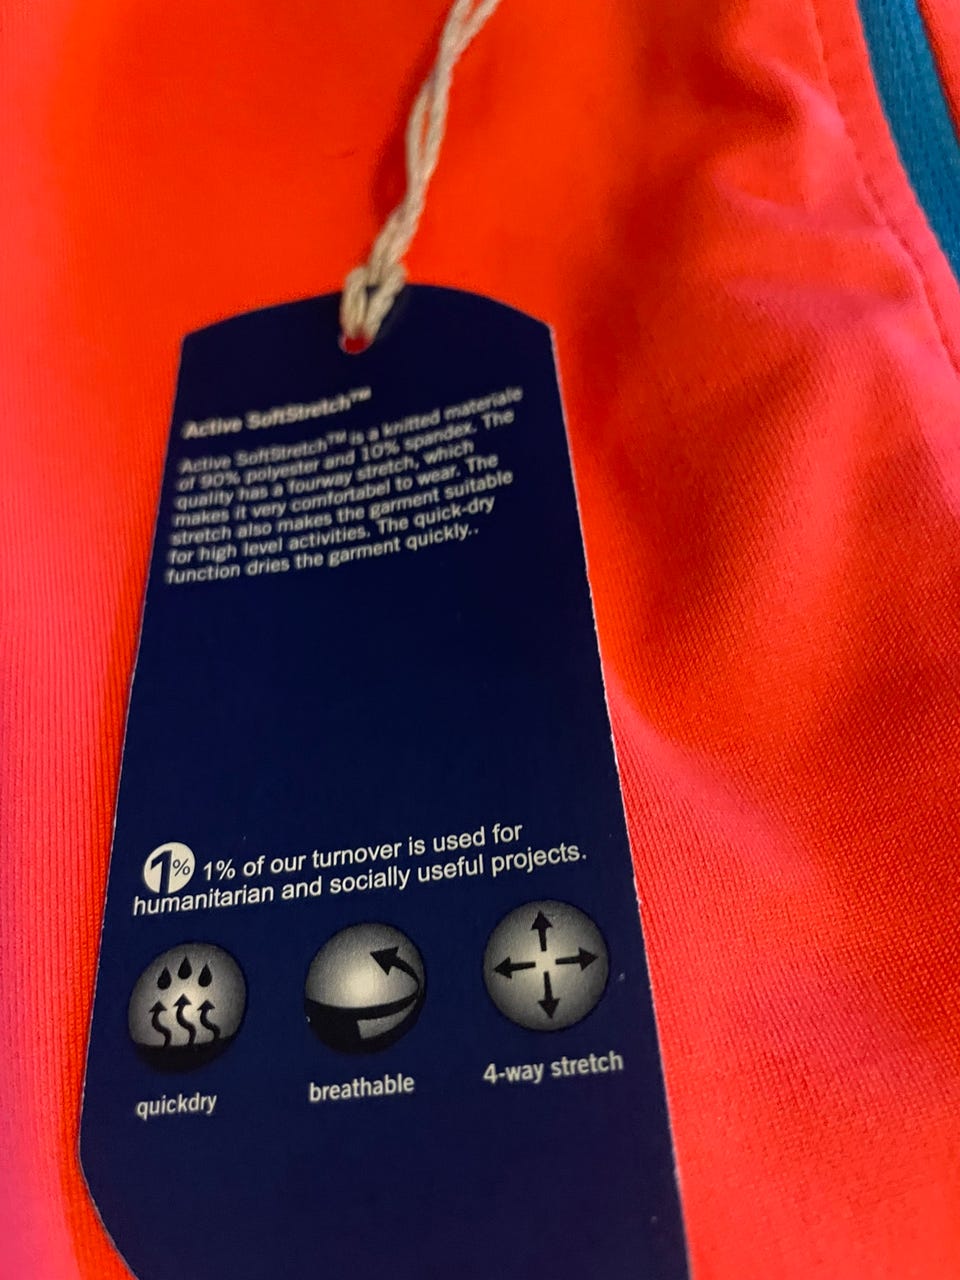 Active SoftStretch™
Active SoftStretch™ is a knitted materiale
of 90% polyester and 10% spandex. The
quality has a fourway stretch, which
makes it very comfortabel to wear. The
stretch also makes the garment suitable
for high level activities. The quick-dry
function dries the garment quickly..
1% 1% of our turnover is used for
humanitarian and socially useful projects.
quickdry
breathable
4-way stretch